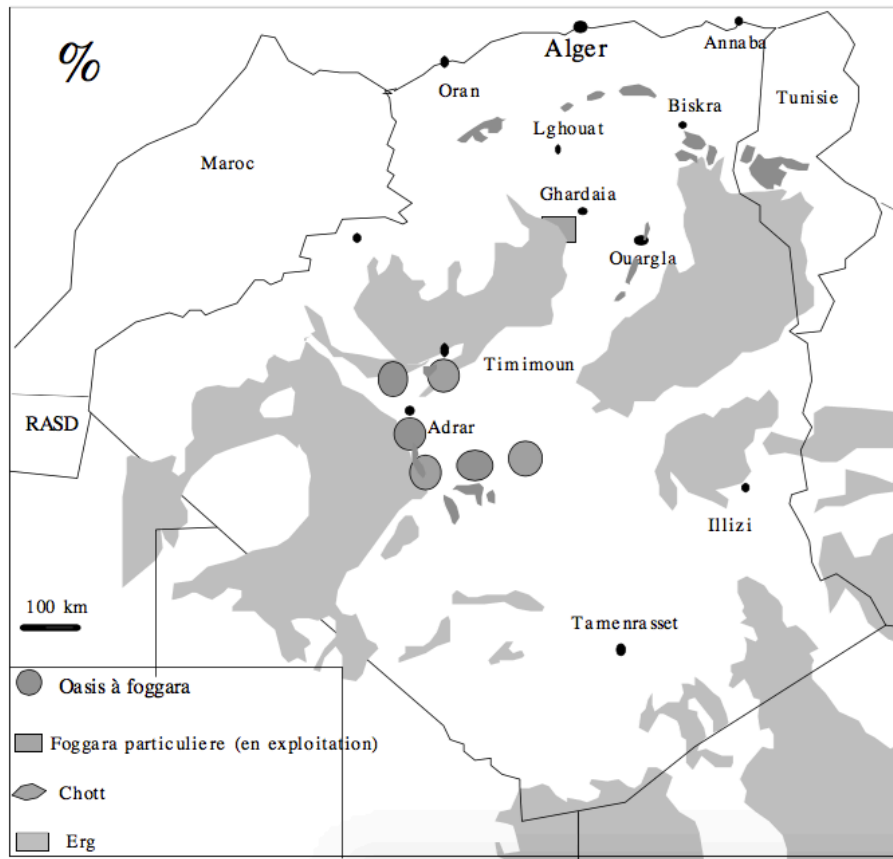 %
Alger
Annaba
Oran
Tunisie
Biskra
Lghouat
Maroc
Ghardaia
Ouargla
Timimoun
RASD
Adrar
Illizi
100 km
Tamenrasset
Oasis à foggara
Foggara particuliere (en exploitation)
Chott
Erg